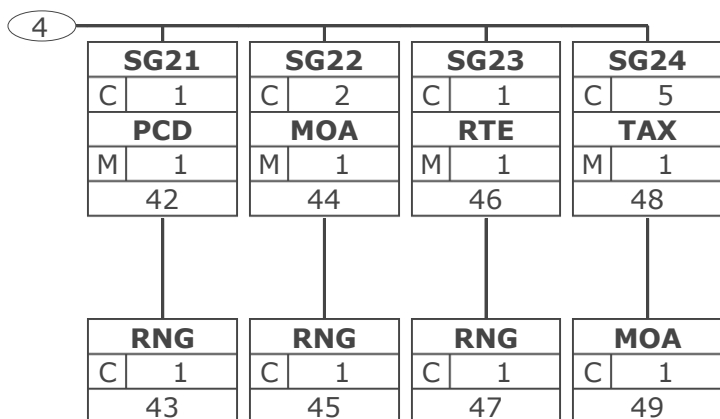 4
SG21 SG22 SG23 SG24
C 1 C 2 C 1 C 5
PCD MOA RTE TAX
M 1 M 1 M 1 M 1
42 44 46 48
RNG RNG RNG MOA
C 1 C 1 C 1 C 1
43 45 47 49